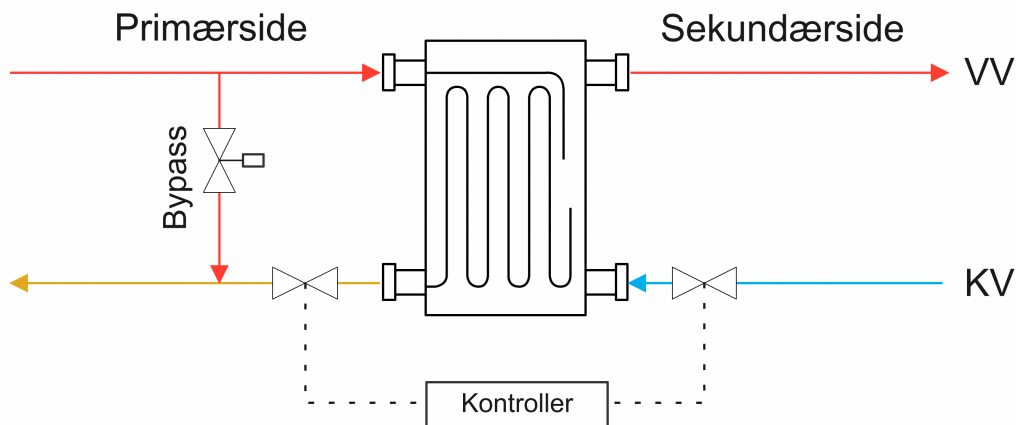 Primærside
Sekundærside
VV
Bypass
KV
Kontroller